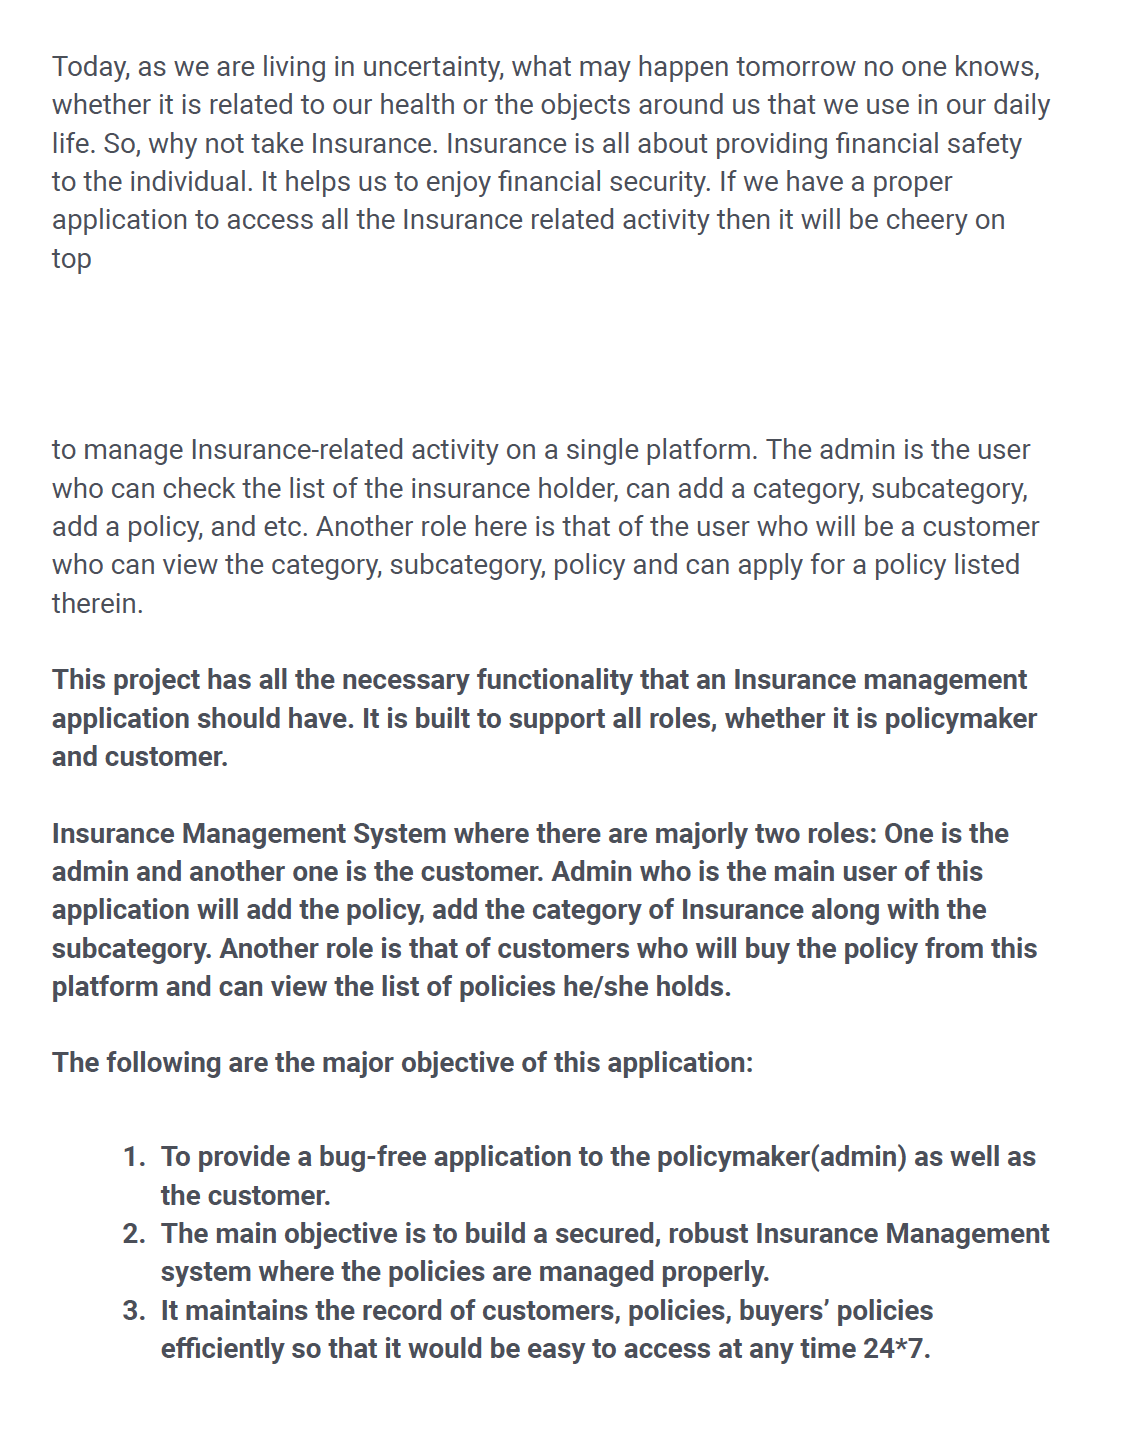 Today, as we are living in uncertainty, what may happen tomorrow no one knows,
whether it is related to our health or the objects around us that we use in our daily
life. So, why not take Insurance. Insurance is all about providing financial safety
to the individual. It helps us to enjoy financial security. If we have a proper
application to access all the Insurance related activity then it will be cheery on
top
to manage Insurance-related activity on a single platform. The admin is the user
who can check the list of the insurance holder, can add a category, subcategory,
add a policy, and etc. Another role here is that of the user who will be a customer
who can view the category, subcategory, policy and can apply for a policy listed
therein.
This project has all the necessary functionality that an Insurance management
application should have. It is built to support all roles, whether it is policymaker
and customer.
Insurance Management System where there are majorly two roles: One is the
admin and another one is the customer. Admin who is the main user of this
application will add the policy, add the category of Insurance along with the
subcategory. Another role is that of customers who will buy the policy from this
platform and can view the list of policies he/she holds.
The following are the major objective of this application:
1. To provide a bug-free application to the policymaker(admin) as well as
the customer.
2. The main objective is to build a secured, robust Insurance Management
system where the policies are managed properly.
3. It maintains the record of customers, policies, buyers’ policies
efficiently so that it would be easy to access at any time 24*7.